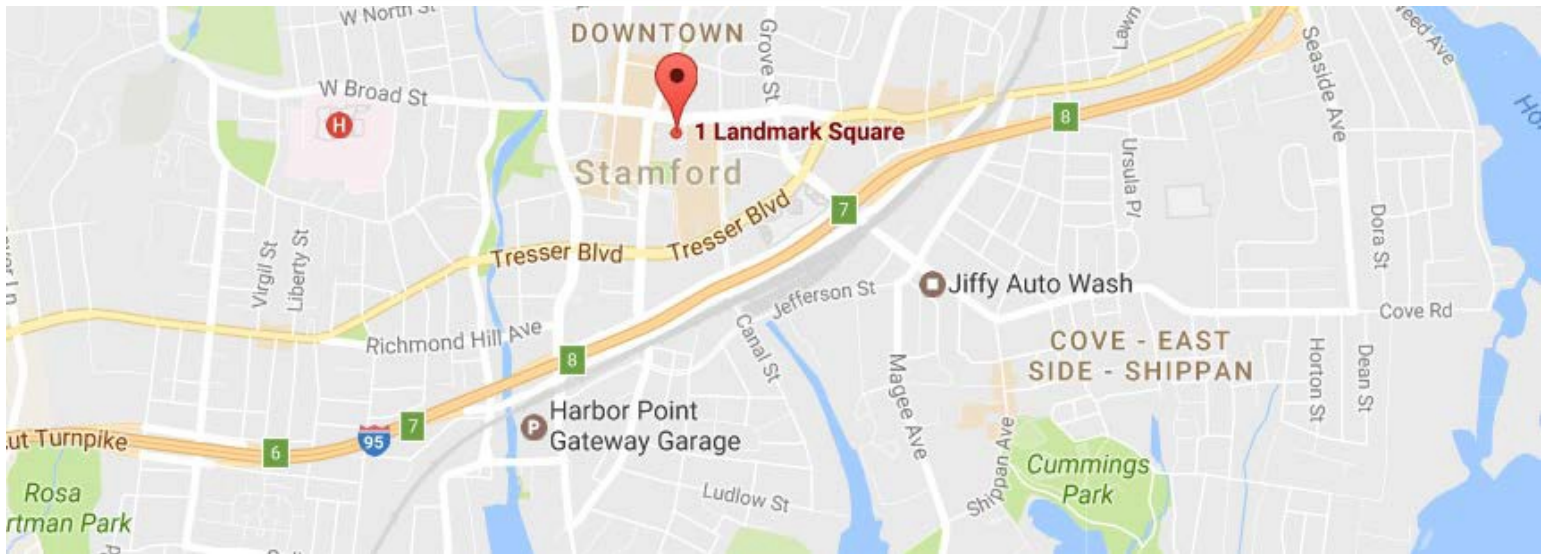 W North St
DOWNTOWN
Grove St
Lawn
Seaside Ave
Weed Ave
W Broad St
H
8
1 Landmark Square
Stamford
Ursula Pl
7
Tresser Blvd
Tresser Blvd
Dora St
Virgil St
Liberty St
Jiffy Auto Wash
Jefferson St
Cove Rd
Richmond Hill Ave
Canal St
COVE - EAST
SIDE - SHIPPAN
8
Magee Ave
Horton St
Dean St
Harbor Point
Gateway Garage
P
7
95
6
ut Turnpike
Shippan Ave
Cummings
Park
Ludlow St
Rosa
rtman Park